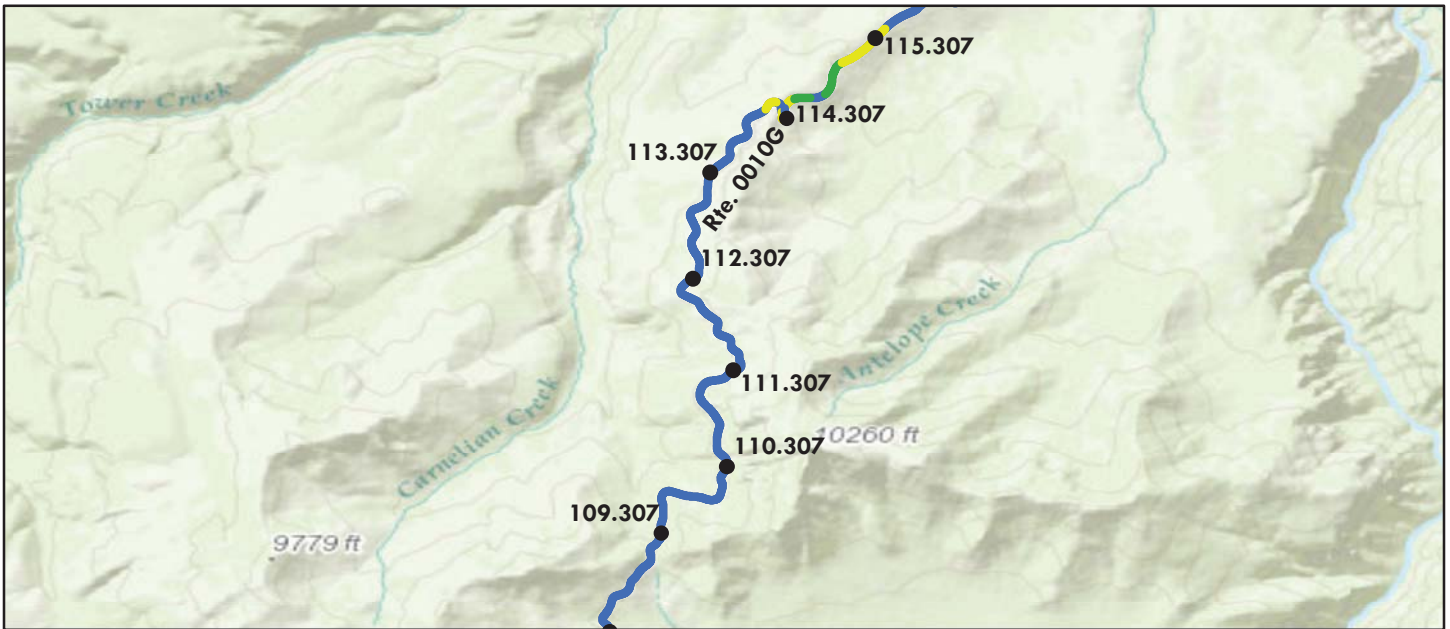 115.307
Tower Creek
114.307
113.307
Rte. 0010G
112.307
Antelope Creek
111.307
Carnelian Creek
10260 ft
110.307
109.307
9779 ft